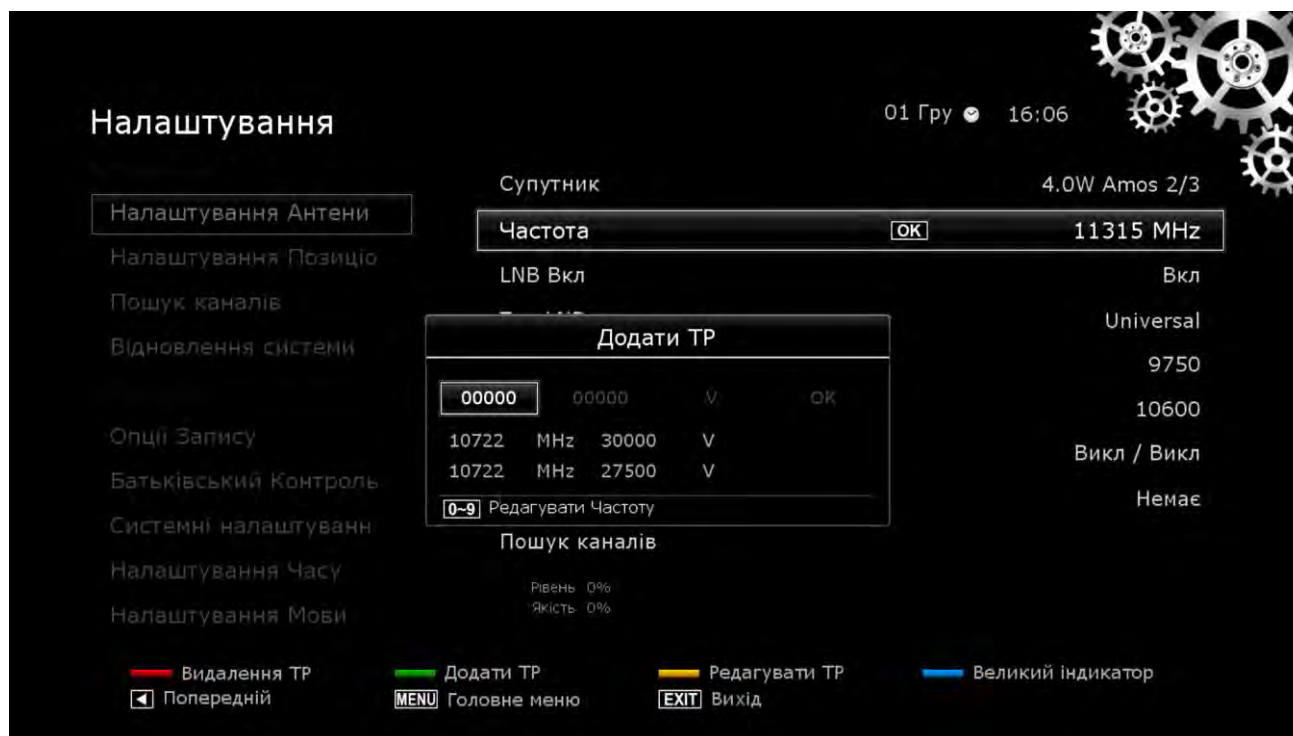 01 Гру 16:06
Налаштування
Супутник 4.0W Amos 2/3
Налаштування Антени
Частота OK 11315 MHz
Налаштування Позиціо
LNB Вкл Вкл
Пошук каналів
Universal
Додати TP
Відновлення системи
9750
00000 00000 V OK
10600
10722 MHz 30000 V
Опції Запису
Викл / Викл
10722 MHz 27500 V
Батьківський Контроль
Немає
0~9 Редагувати Частоту
Системні налаштуванн
Пошук каналів
Налаштування Часу
Рівень 0%
Якість 0%
Налаштування Мови
Видалення TP Додати TP Редагувати TP Великий індикатор
Попередній MENU Головне меню EXIT Вихід